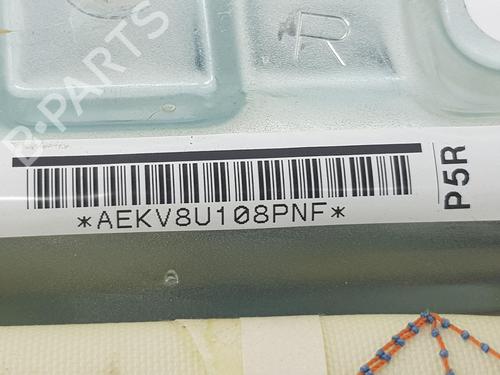 B-PARTS
R
*AEKV8U108PNF*
P5R